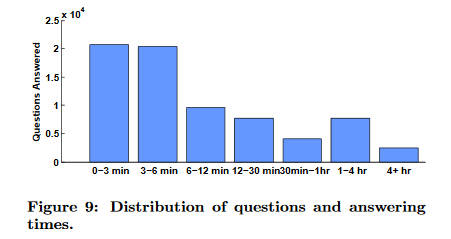 x 10^4
2.5
2
1.5
1
0.5
0
Questions Answered
0−3 min 3−6 min 6−12 min 12−30 min30min−1hr 1−4 hr 4+ hr
Figure 9: Distribution of questions and answering
times.